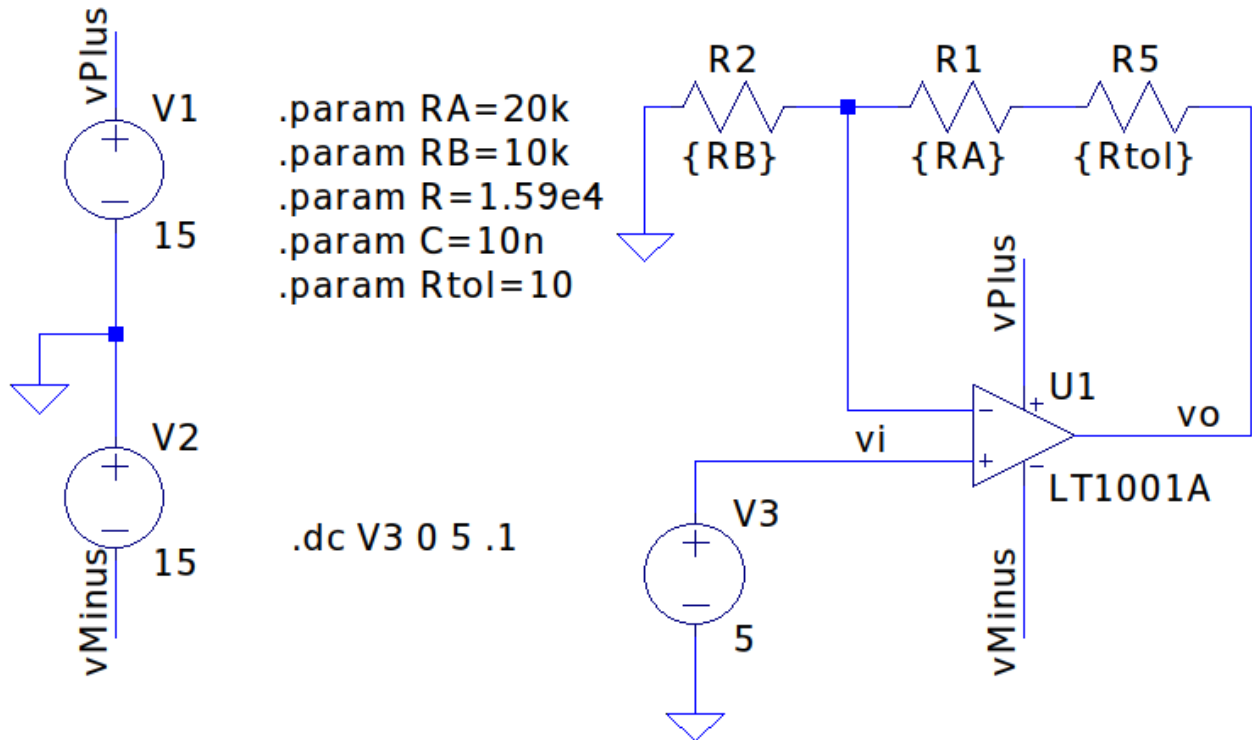 vPlus
V1
+
−
15
.param RA=20k
.param RB=10k
.param R=1.59e4
.param C=10n
.param Rtol=10
R2
{RB}
R1
{RA}
R5
{Rtol}
vPlus
U1
+
−
vo
vi
+
−
LT1001A
vMinus
V2
+
−
15
vMinus
.dc V3 0 5 .1
V3
+
−
5